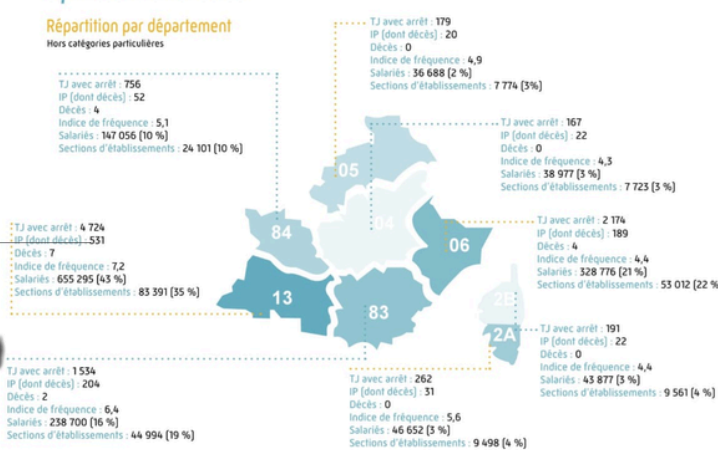 Répartition par département
Hors catégories particulières
TJ avec arrêt : 179
IP (dont décès) : 20
Décès : 0
Indice de fréquence : 4,9
Salariés : 36 688 (2 %)
Sections d'établissements : 7 774 (3%)
TJ avec arrêt : 756
IP (dont décès) : 52
Décès : 4
Indice de fréquence : 5,1
Salariés : 147 056 (10 %)
Sections d'établissements : 24 101 (10 %)
TJ avec arrêt : 167
IP (dont décès) : 22
Décès : 0
Indice de fréquence : 4,3
Salariés : 38 977 (3 %)
Sections d'établissements : 7 723 (3 %)
05
04
84
06
13
83
2B
2A
TJ avec arrêt : 4 724
IP (dont décès) : 531
Décès : 7
Indice de fréquence : 7,2
Salariés : 655 295 (43 %)
Sections d'établissements : 83 391 (35 %)
TJ avec arrêt : 2 174
IP (dont décès) : 189
Décès : 4
Indice de fréquence : 4,4
Salariés : 328 776 (21 %)
Sections d'établissements : 53 012 (22 %
TJ avec arrêt : 191
IP (dont décès) : 22
Décès : 0
Indice de fréquence : 4,4
Salariés : 43 877 (3 %)
Sections d'établissements : 9 561 (4 %)
TJ avec arrêt : 1 534
IP (dont décès) : 204
Décès : 2
Indice de fréquence : 6,4
Salariés : 238 700 (16 %)
Sections d'établissements : 44 994 (19 %)
TJ avec arrêt : 262
IP (dont décès) : 31
Décès : 0
Indice de fréquence : 5,6
Salariés : 46 652 (3 %)
Sections d'établissements : 9 498 (4 %)